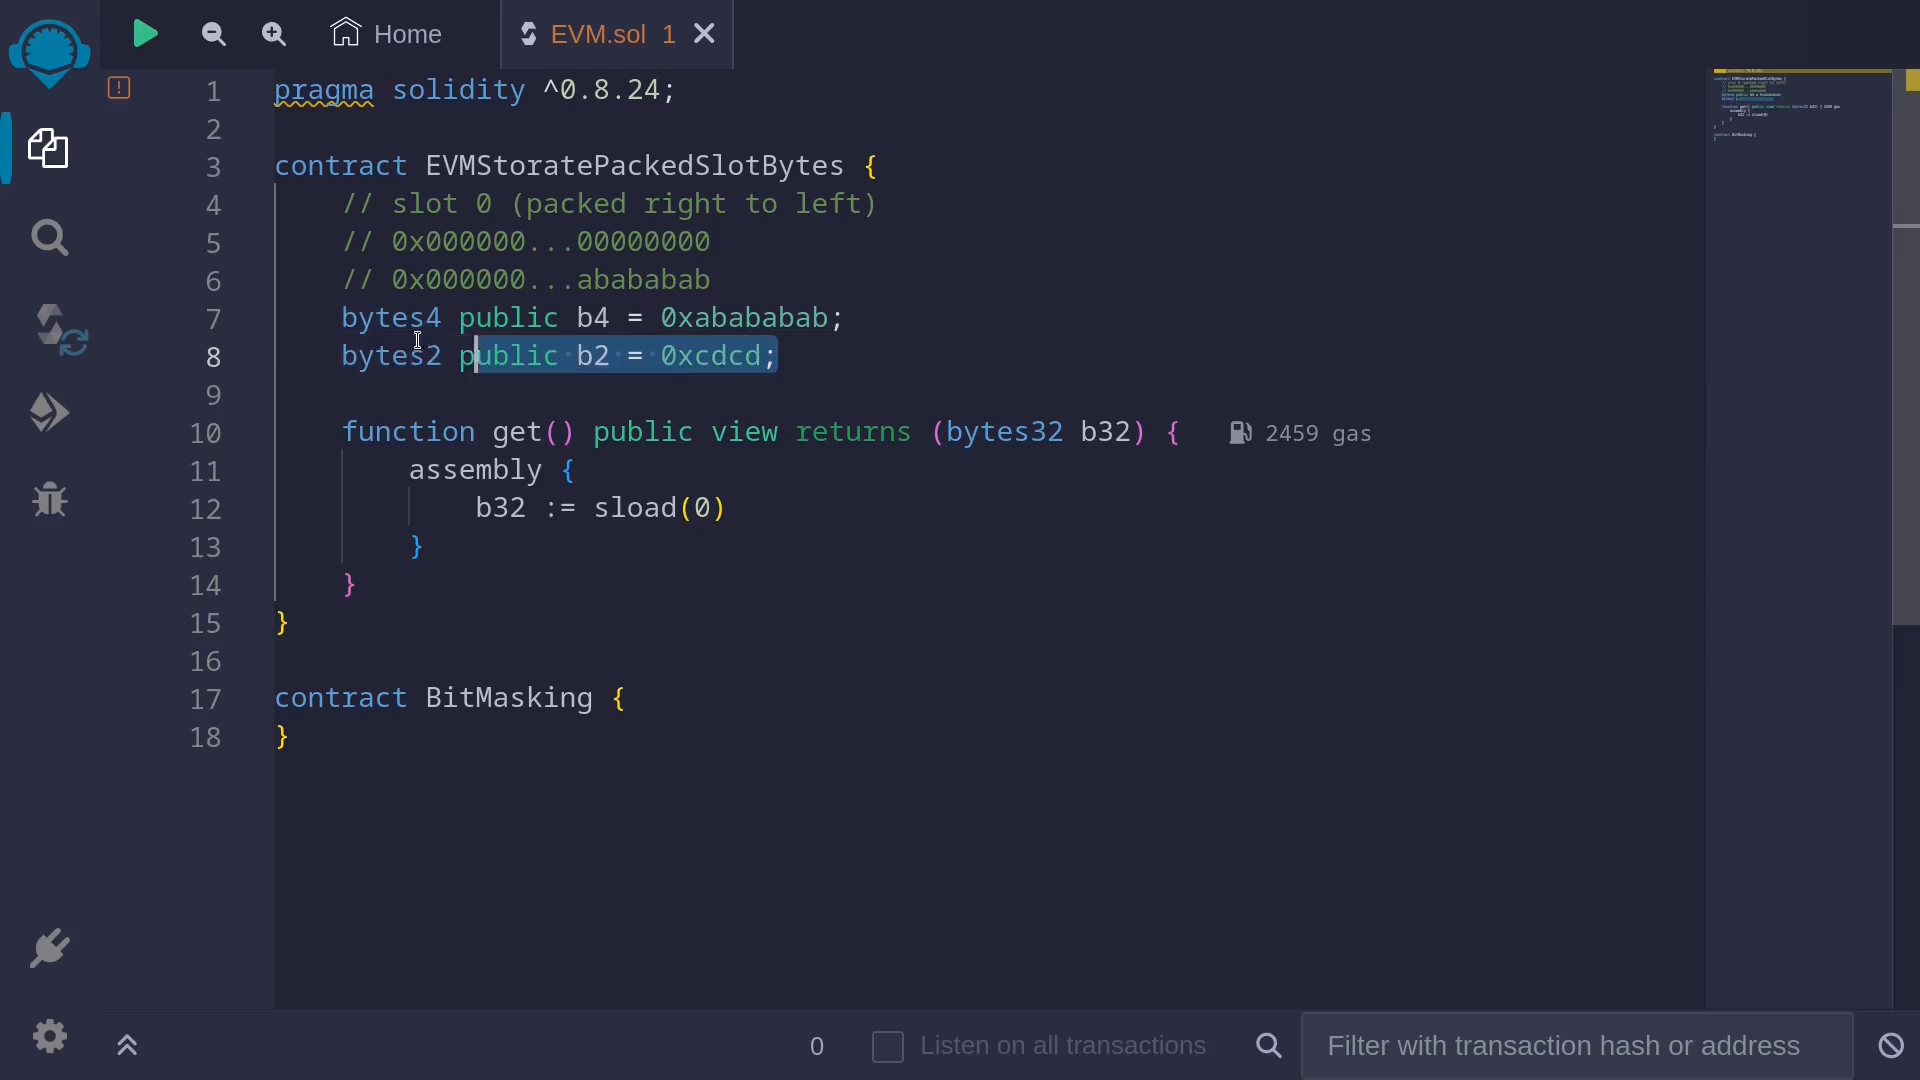 Home
EVM.sol 1
1 pragma solidity ^0.8.24;
2
3 contract EVMStoratePackedSlotBytes {
4 // slot 0 (packed right to left)
5 // 0x000000...00000000
6 // 0x000000...abababab
7 bytes4 public b4 = 0xabababab;
8 bytes2 public b2 = 0xcdcd;
9
10 function get() public view returns (bytes32 b32) { 2459 gas
11 assembly {
12 b32 := sload(0)
13 }
14 }
15 }
16
17 contract BitMasking {
18 }
0 Listen on all transactions Filter with transaction hash or address